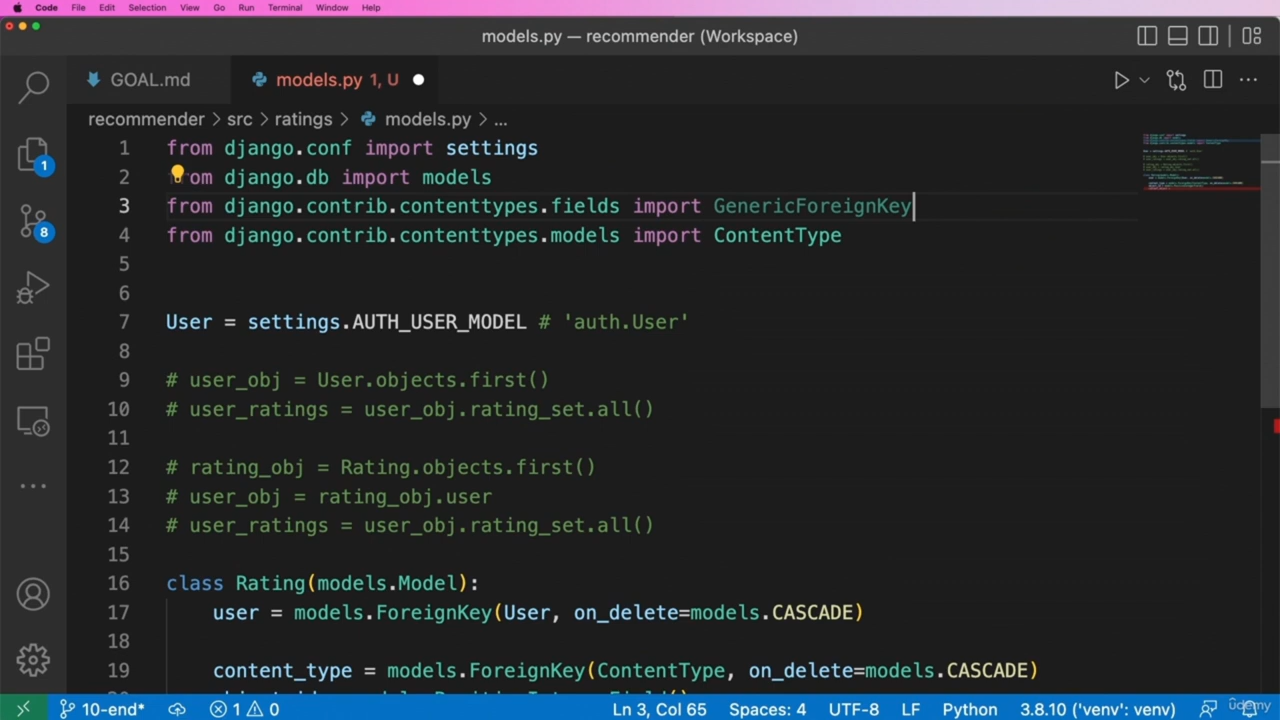 Code File Edit Selection View Go Run Terminal Window Help
models.py — recommender (Workspace)
GOAL.md
models.py 1, U
recommender > src > ratings > models.py > ...
1 from django.conf import settings
2 from django.db import models
3 from django.contrib.contenttypes.fields import GenericForeignKey
4 from django.contrib.contenttypes.models import ContentType
5
6
7 User = settings.AUTH_USER_MODEL # 'auth.User'
8
9 # user_obj = User.objects.first()
10 # user_ratings = user_obj.rating_set.all()
11
12 # rating_obj = Rating.objects.first()
13 # user_obj = rating_obj.user
14 # user_ratings = user_obj.rating_set.all()
15
16 class Rating(models.Model):
17 user = models.ForeignKey(User, on_delete=models.CASCADE)
18
19 content_type = models.ForeignKey(ContentType, on_delete=models.CASCADE)
1
8
10-end* 1 0 Ln 3, Col 65 Spaces: 4 UTF-8 LF Python 3.8.10 ('venv': venv)
udemy